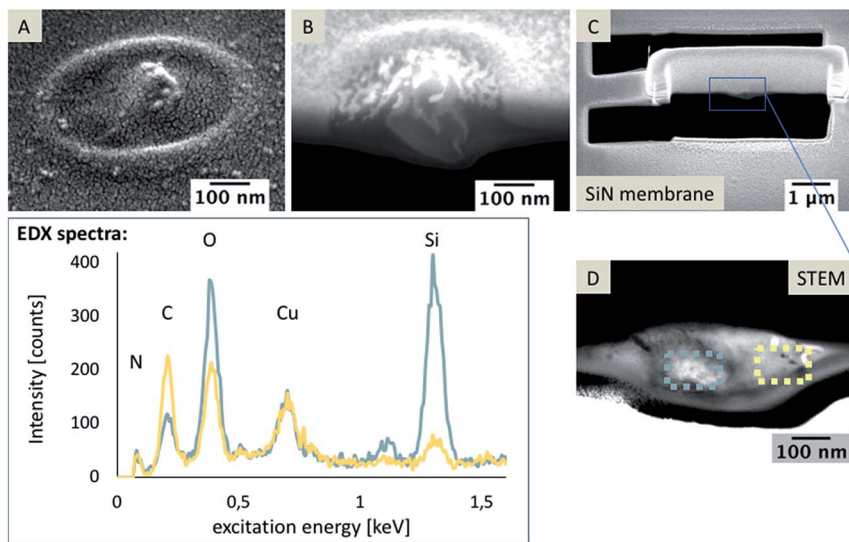 A
100 nm
B
100 nm
C
SiN membrane
1 µm
EDX spectra:
Intensity [counts]
400
300
200
100
0
N
C
O
Cu
Si
0
0,5
1
1,5
excitation energy [keV]
D
STEM
100 nm